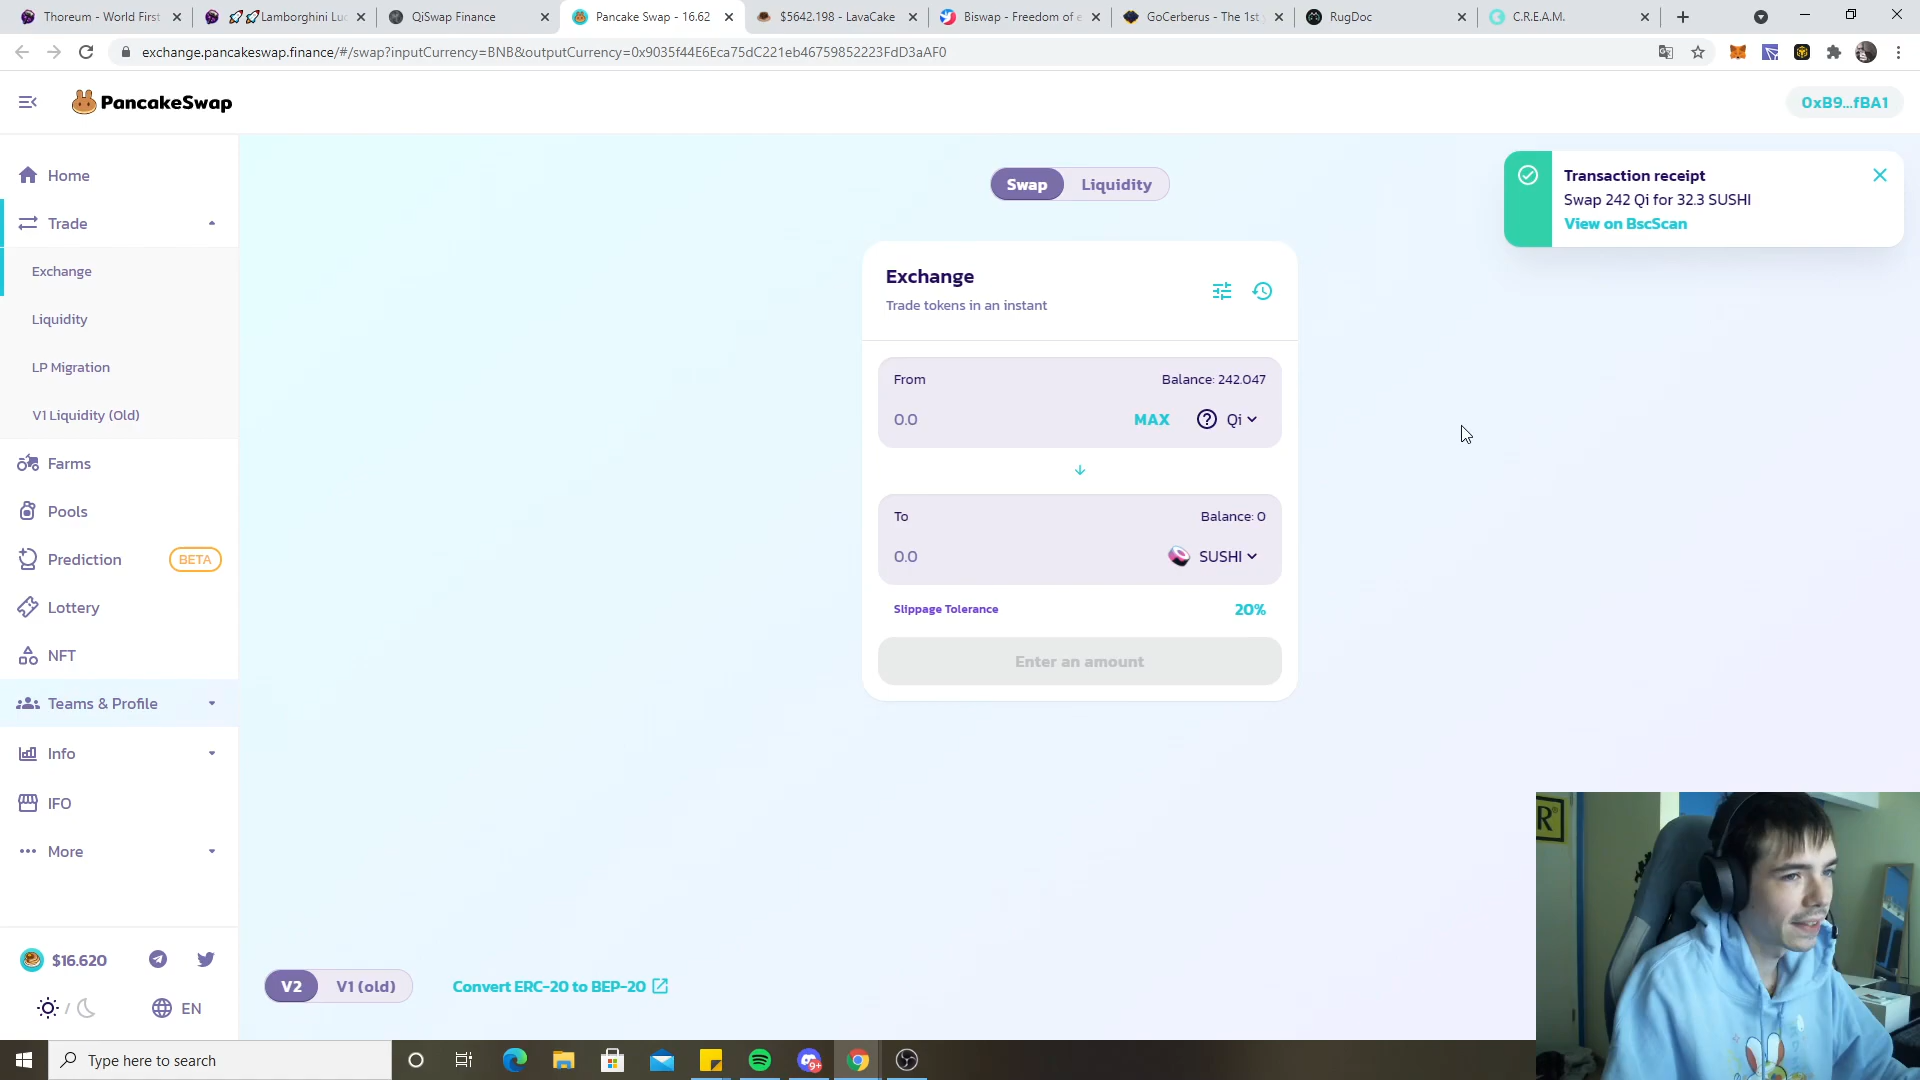 Thoreum - World First
🚀🚀Lamborghini Luc
QiSwap Finance
Pancake Swap - 16.62
$5642.198 - LavaCake
Biswap - Freedom of e
GoCerberus - The 1st
RugDoc
C.R.E.A.M.
exchange.pancakeswap.finance/#/swap?inputCurrency=BNB&outputCurrency=0x9035f44E6Eca75dC221eb46759852223FdD3aAF0
PancakeSwap
0xB9...fBA1
Home
Trade
Exchange
Liquidity
LP Migration
V1 Liquidity (Old)
Farms
Pools
Prediction BETA
Lottery
NFT
Teams & Profile
Info
IFO
More
$16.620
EN
Swap Liquidity
Exchange
Trade tokens in an instant
From Balance: 242.047
0.0 MAX Qi
To Balance: 0
0.0 SUSHI
Slippage Tolerance 20%
Enter an amount
Transaction receipt
Swap 242 Qi for 32.3 SUSHI
View on BscScan
V2 V1 (old) Convert ERC-20 to BEP-20
Type here to search
9+